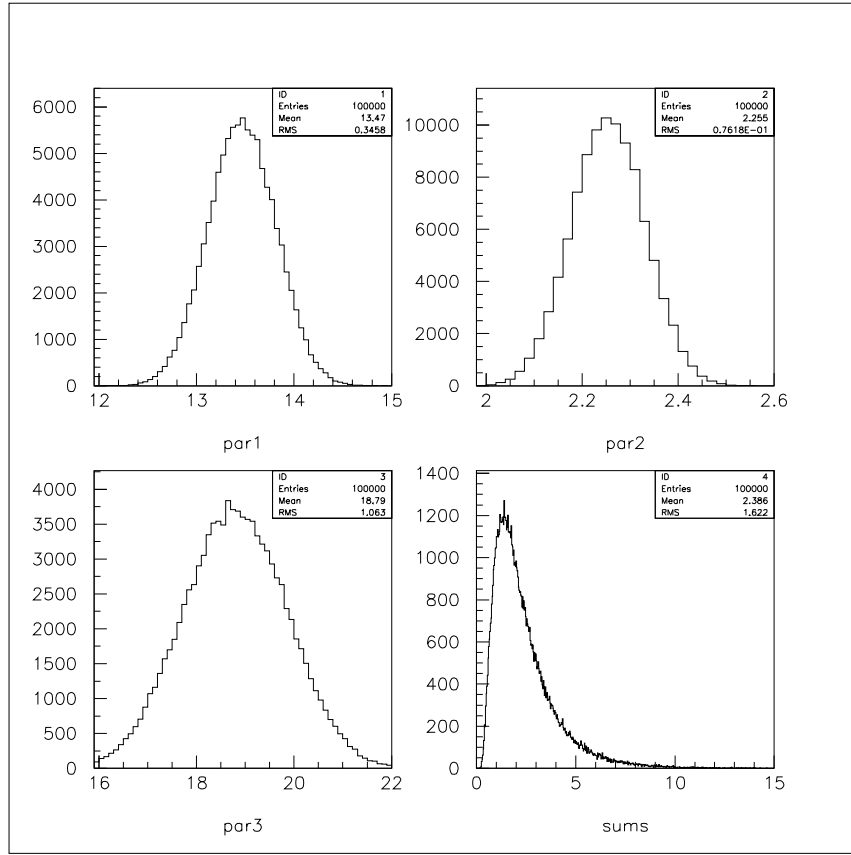 ID 1
Entries 100000
Mean 13.47
RMS 0.3458
6000
5000
4000
3000
2000
1000
0
12 13 14 15
par1
ID 2
Entries 100000
Mean 2.255
RMS 0.7618E-01
10000
8000
6000
4000
2000
0
2 2.2 2.4 2.6
par2
ID 3
Entries 100000
Mean 18.79
RMS 1.063
4000
3500
3000
2500
2000
1500
1000
500
0
16 18 20 22
par3
ID 4
Entries 100000
Mean 2.386
RMS 1.622
1400
1200
1000
800
600
400
200
0
0 5 10 15
sums